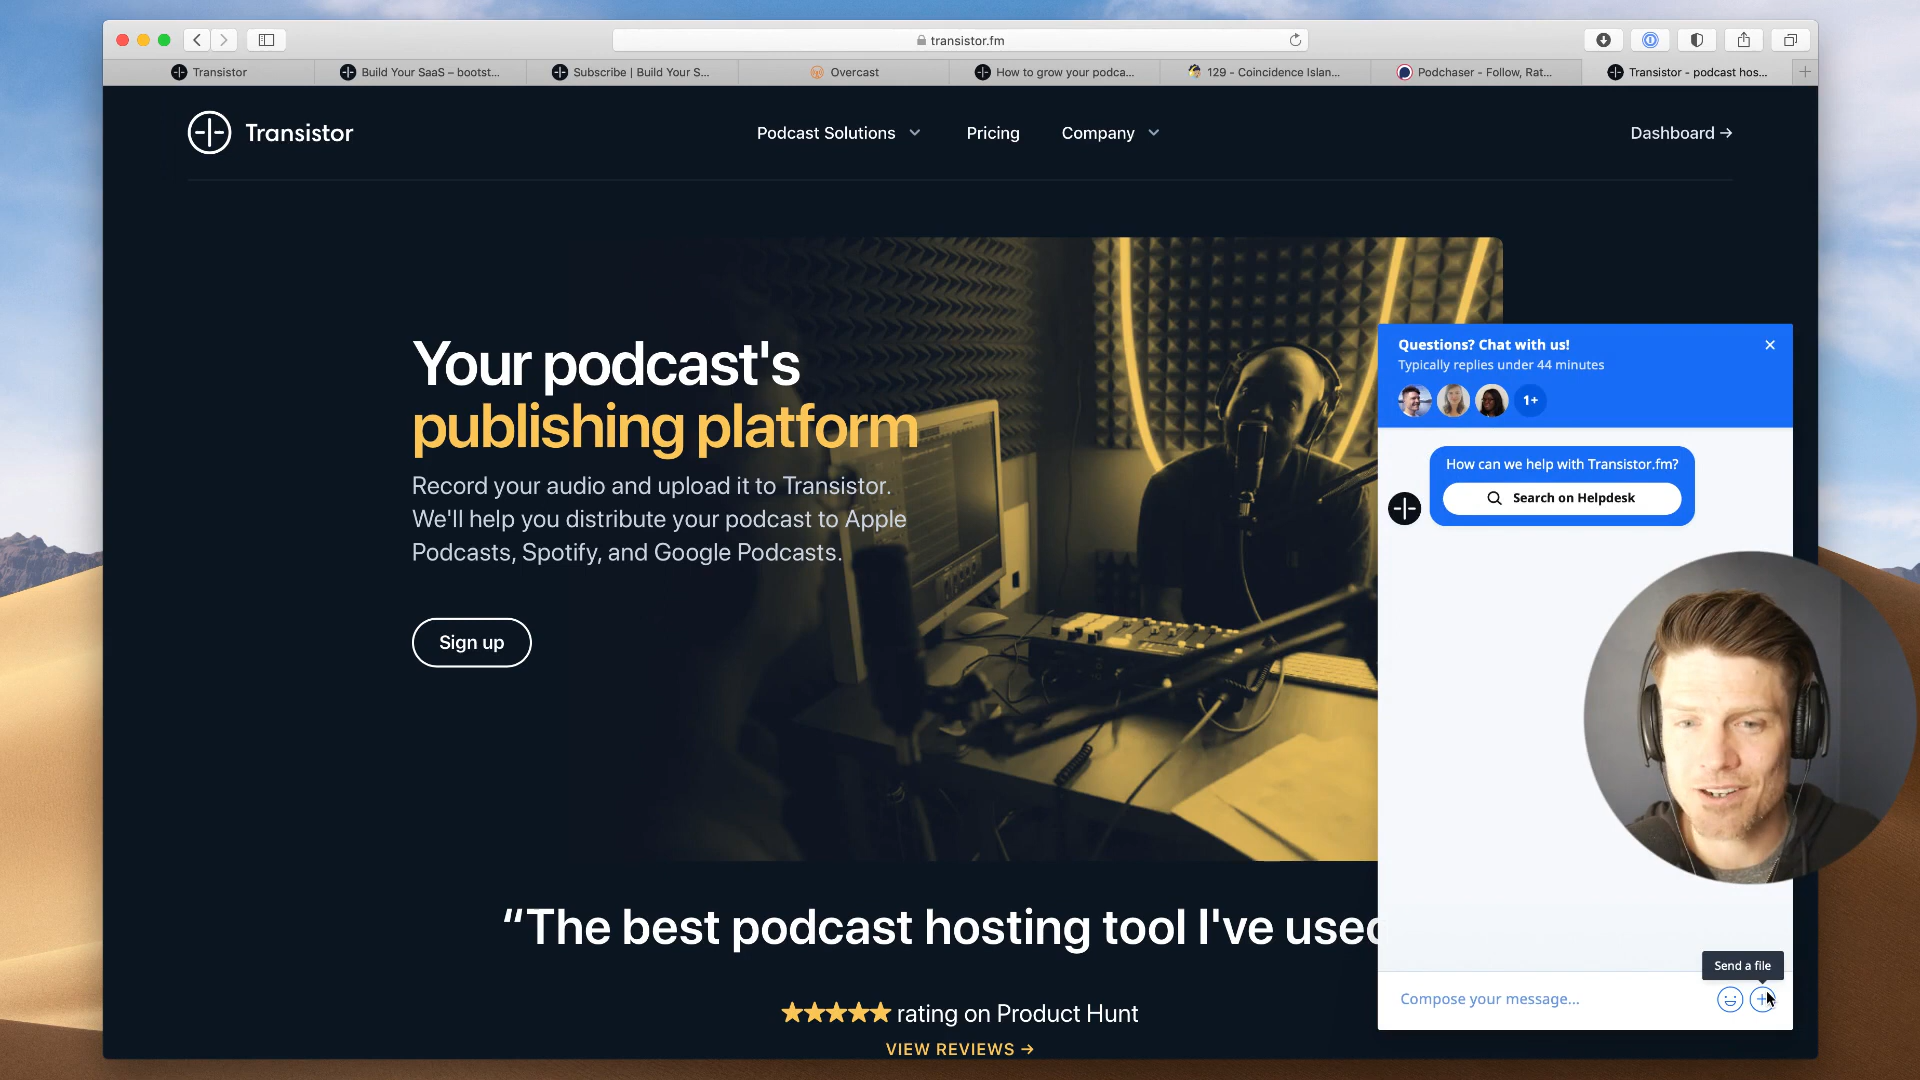 transistor.fm
Transistor
Build Your SaaS – bootst...
Subscribe | Build Your S...
Overcast
How to grow your podca...
129 - Coincidence Islan...
Podchaser - Follow, Rat...
Transistor - podcast hos...
Transistor
Podcast Solutions
Pricing
Company
Dashboard →
Your podcast's
publishing platform
Record your audio and upload it to Transistor.
We'll help you distribute your podcast to Apple
Podcasts, Spotify, and Google Podcasts.
Sign up
Questions? Chat with us!
Typically replies under 44 minutes
1+
How can we help with Transistor.fm?
Search on Helpdesk
“The best podcast hosting tool I've used
rating on Product Hunt
VIEW REVIEWS →
Send a file
Compose your message...